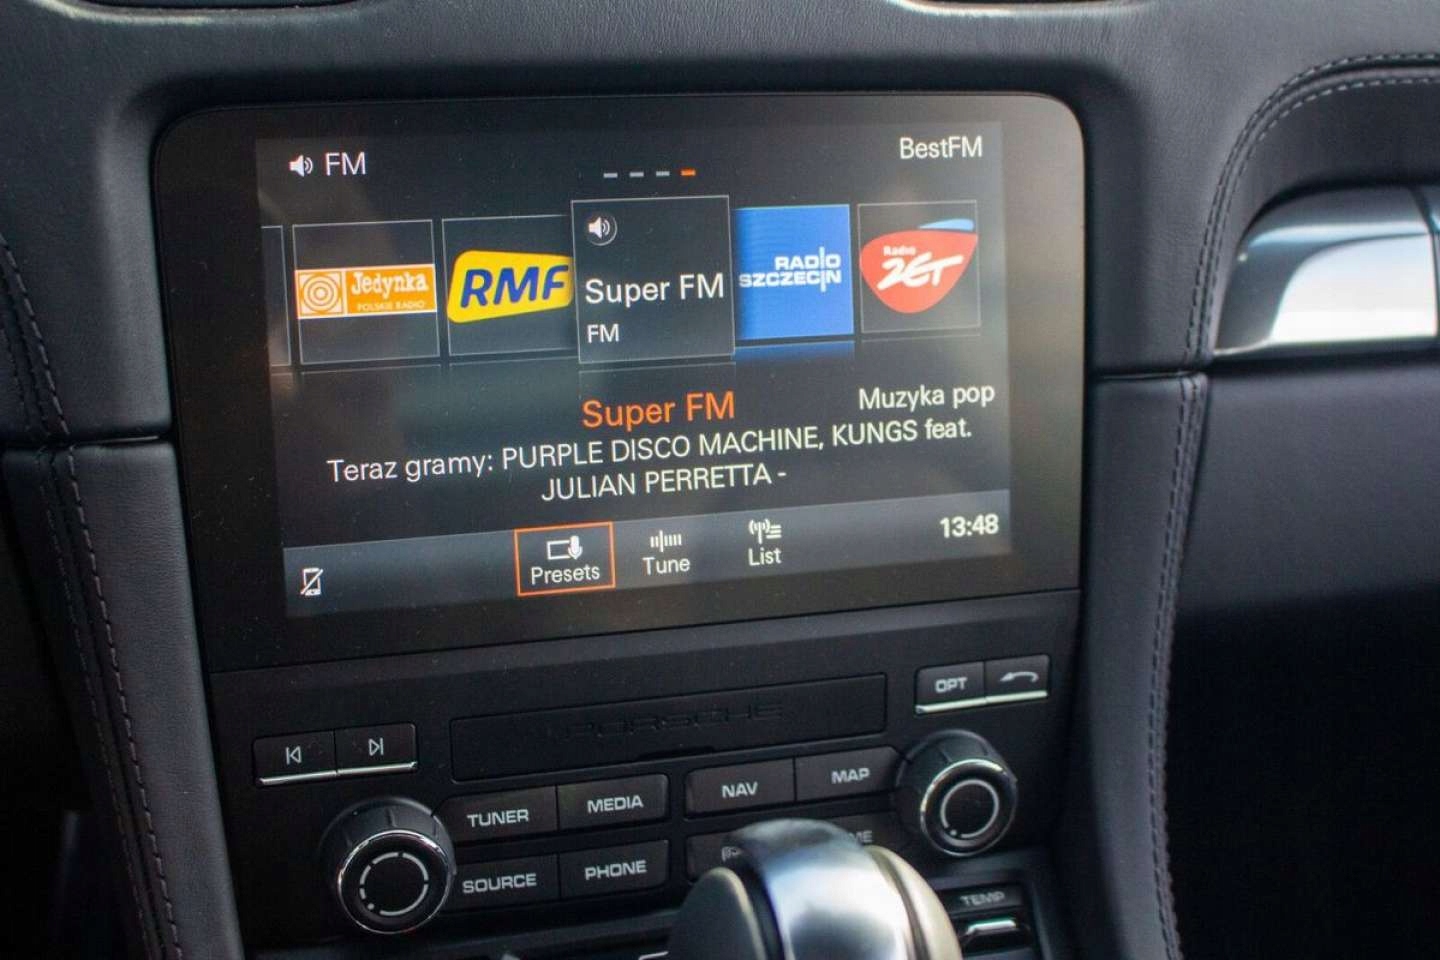 FM
BestFM
Jedynka
POLSKIE RADIO
RMF
Super FM
FM
RADIO
SZCZECIN
Radio
ZET
Super FM
Muzyka pop
Teraz gramy: PURPLE DISCO MACHINE, KUNGS feat.
JULIAN PERRETTA -
Presets
Tune
List
13:48
OPT
PORSCHE
TUNER
MEDIA
NAV
MAP
SOURCE
PHONE
TEMP